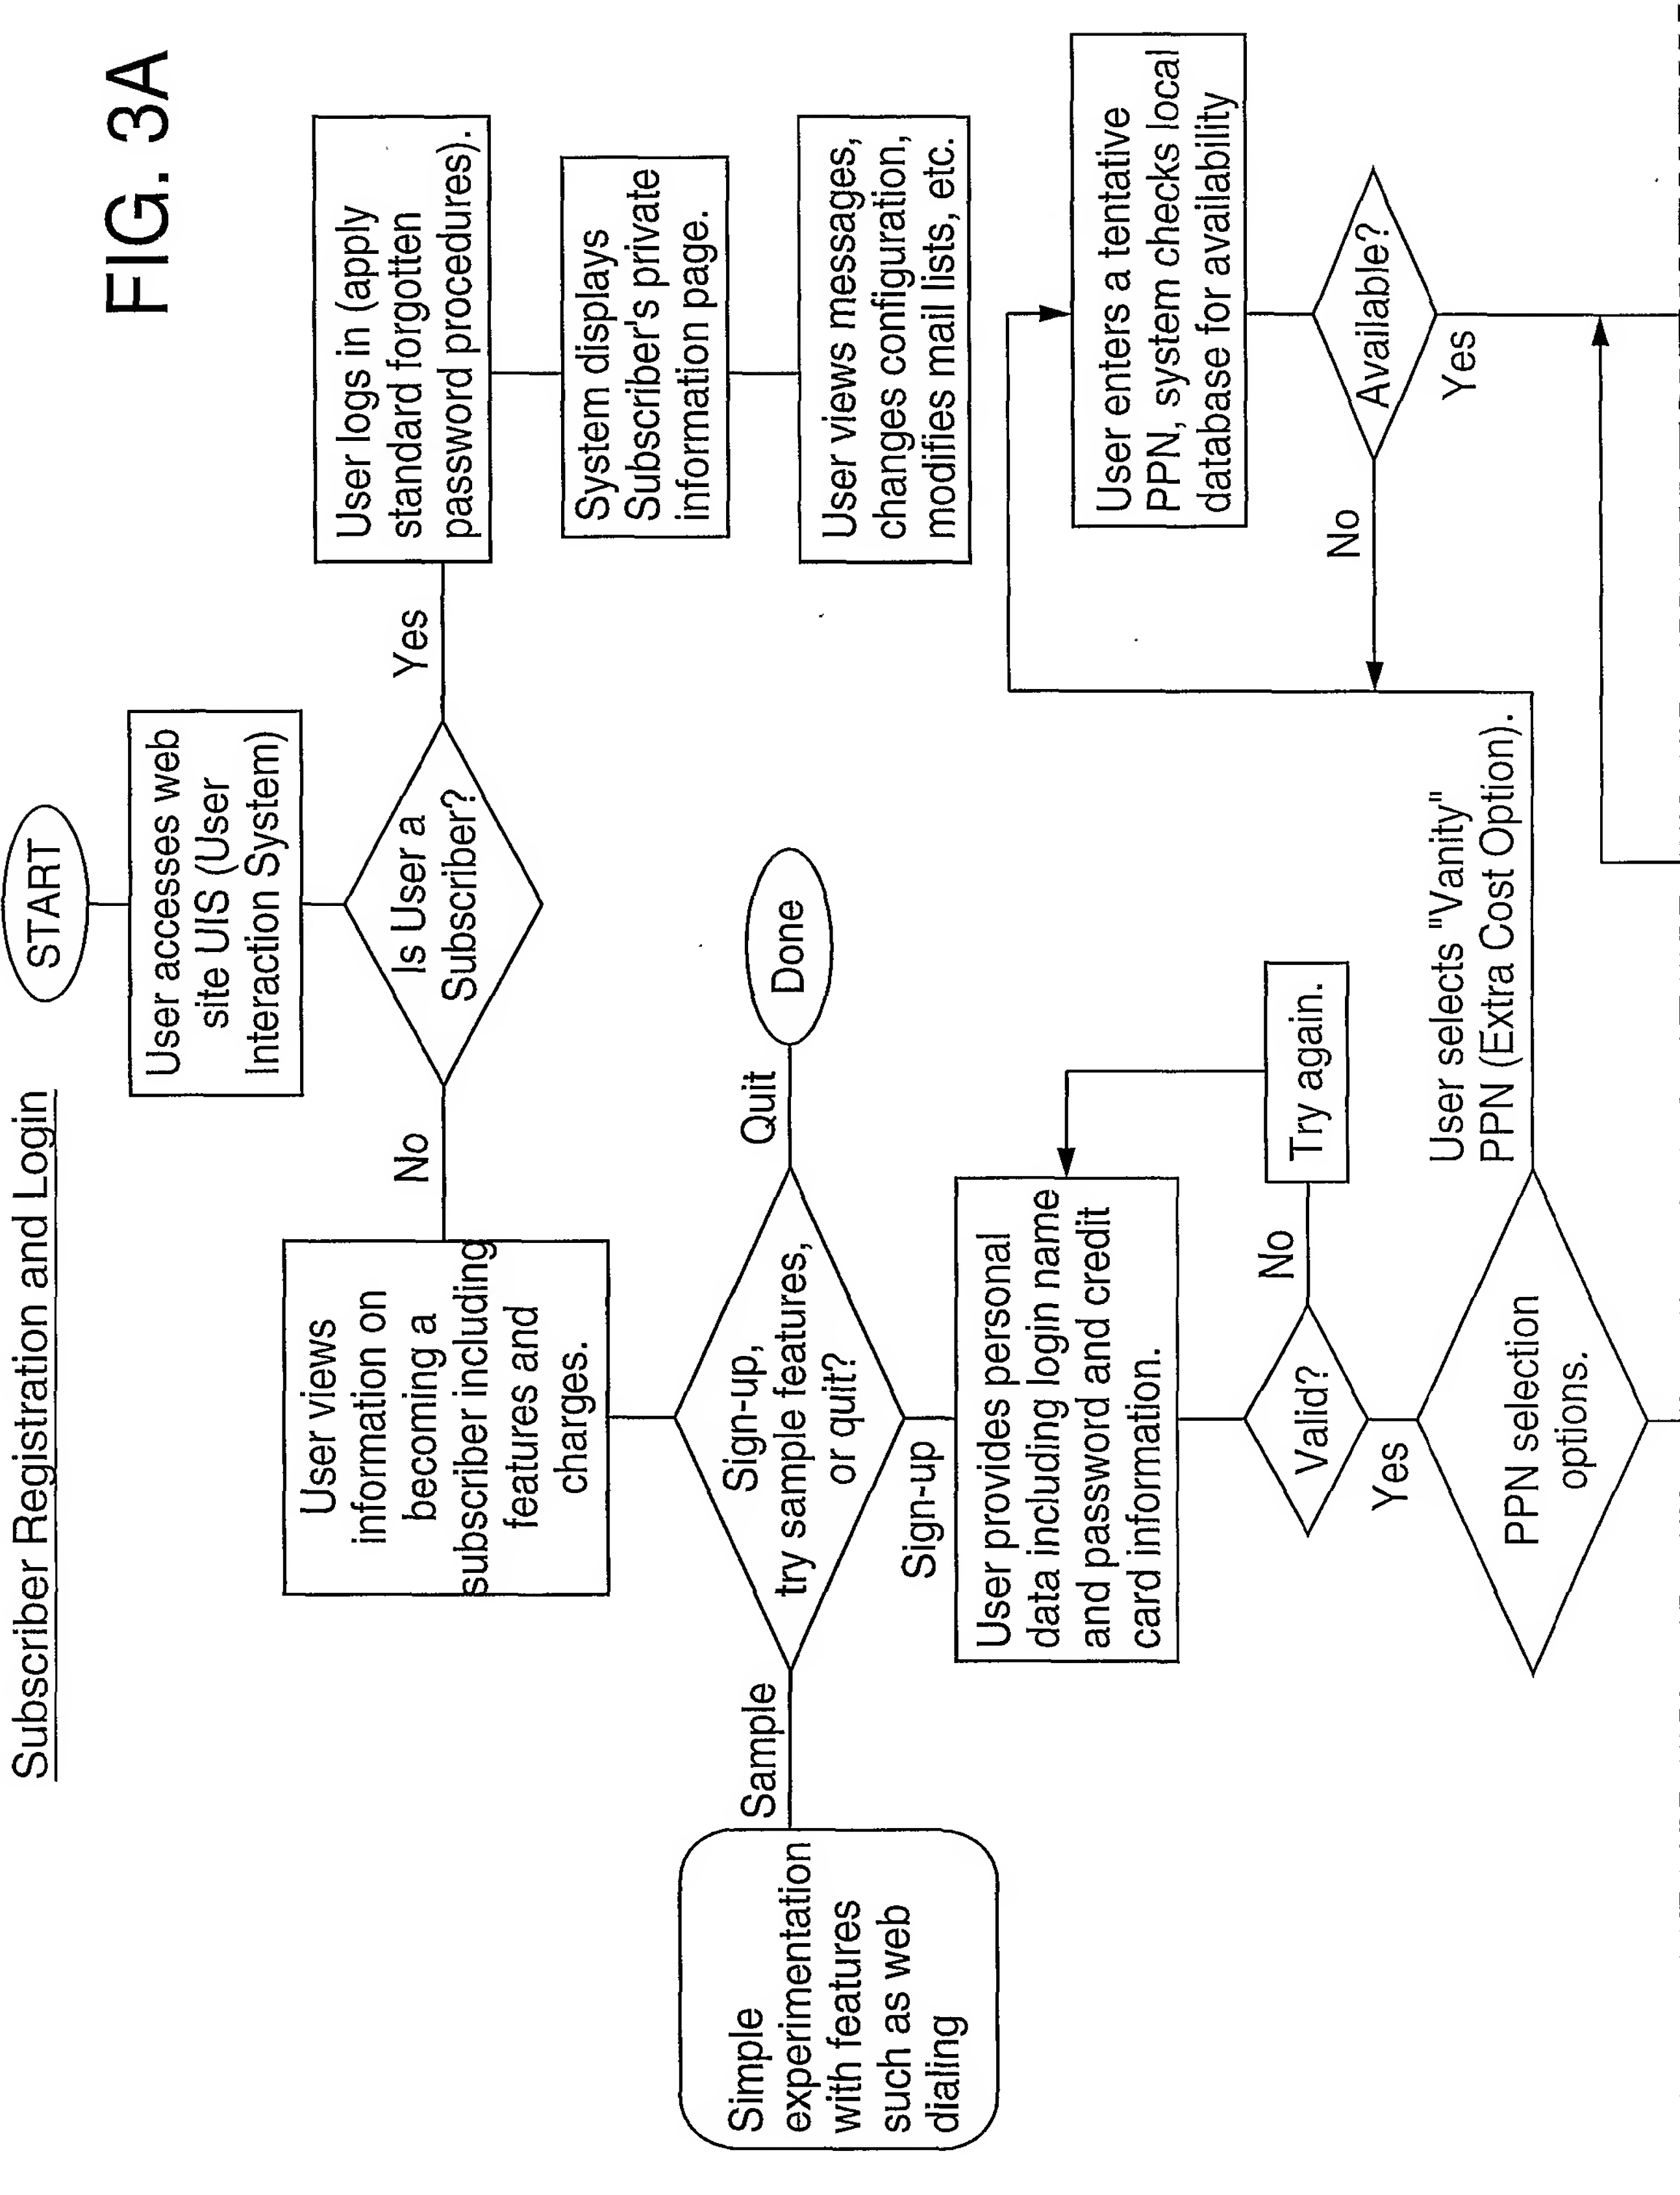 FIG. 3A
Subscriber Registration and Login
START
User accesses web
site UIS (User
Interaction System)
Is User a
Subscriber?
No
Yes
User views
information on
becoming a
subscriber including
features and
charges.
User logs in (apply
standard forgotten
password procedures).
System displays
Subscriber's private
information page.
User views messages,
changes configuration,
modifies mail lists, etc.
Sign-up,
try sample features,
or quit?
Sample
Quit
Done
Simple
experimentation
with features
such as web
dialing
Sign-up
User provides personal
data including login name
and password and credit
card information.
Valid?
No
Try again.
Yes
PPN selection
options.
User selects "Vanity"
PPN (Extra Cost Option).
User enters a tentative
PPN, system checks local
database for availability
Available?
No
Yes